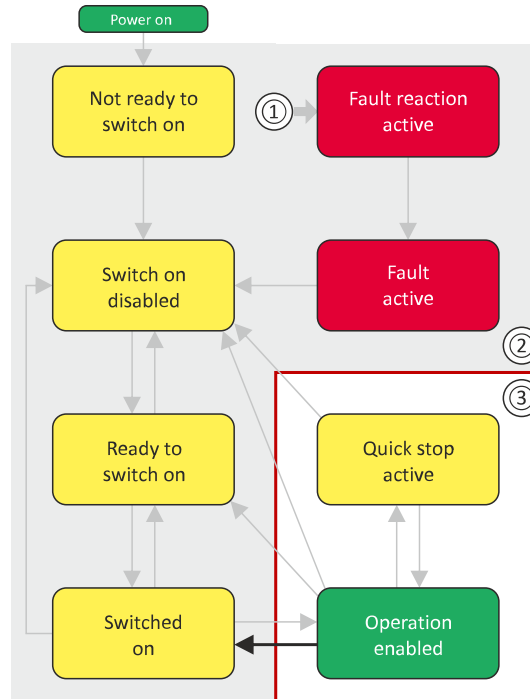 Power on
Not ready to
switch on
①
Fault reaction
active
Switch on
disabled
Fault
active
②
③
Ready to
switch on
Quick stop
active
Switched
on
Operation
enabled